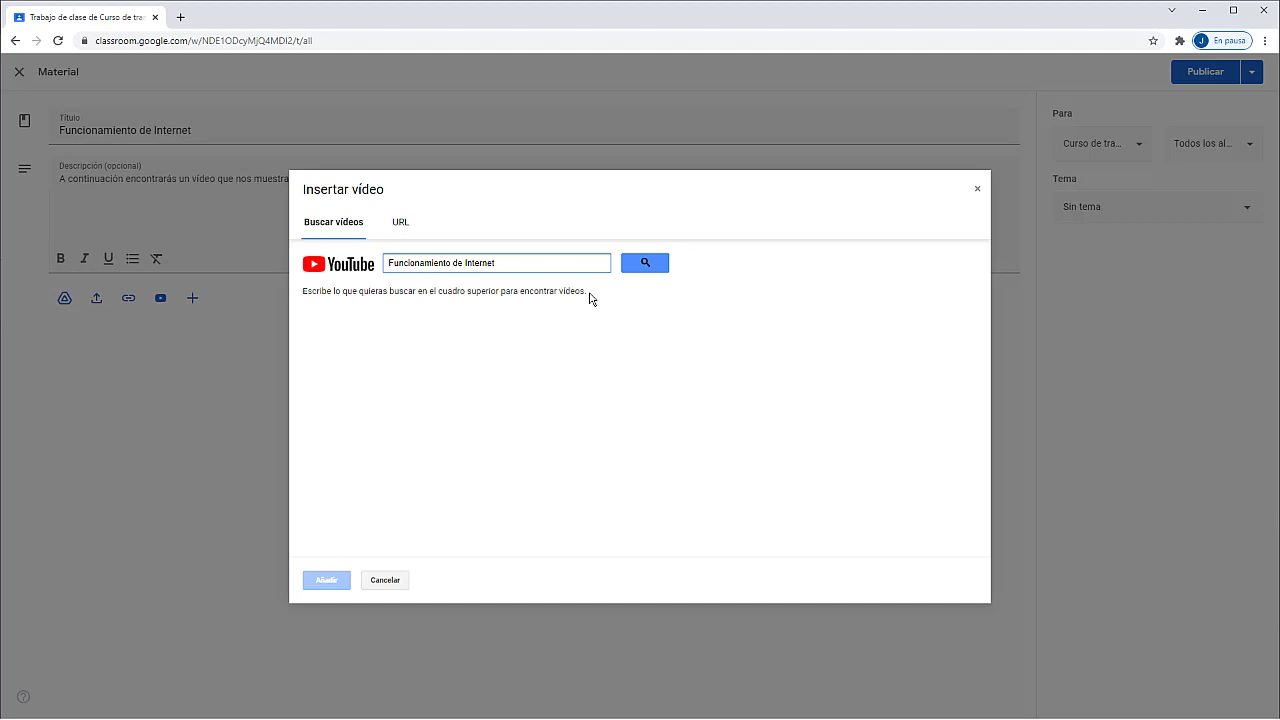 Trabajo de clase de Curso de tra
classroom.google.com/w/NDE1ODcyMjQ4MDI2/t/all
J
En pausa
Material
Publicar
Título
Funcionamiento de Internet
Descripción (opcional)
A continuación encontrarás un vídeo que nos muestra
B I U
Para
Curso de tra...
Todos los al...
Tema
Sin tema
Insertar vídeo
Buscar vídeos
URL
YouTube
Funcionamiento de Internet
Escribe lo que quieras buscar en el cuadro superior para encontrar vídeos.
Añadir
Cancelar